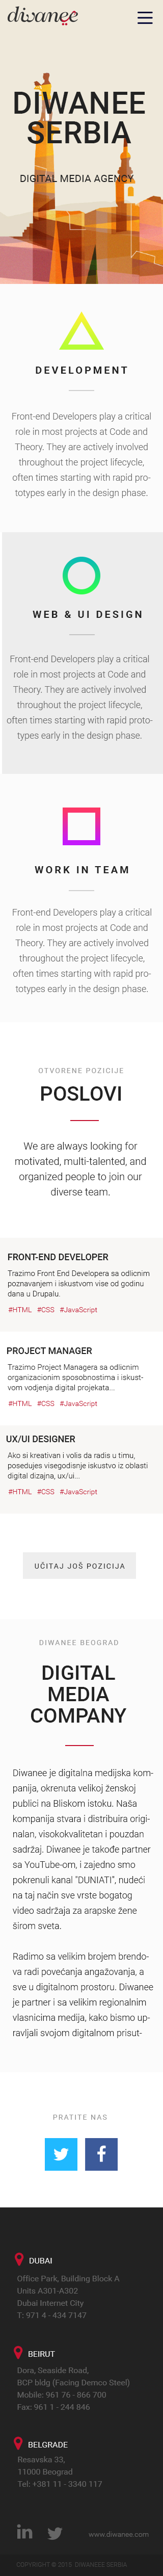 diwanee
DIWANEE
SERBIA
DIGITAL MEDIA AGENCY
DEVELOPMENT
Front-end Developers play a critical
role in most projects at Code and
Theory. They are actively involved
throughout the project lifecycle,
often times starting with rapid pro-
totypes early in the design phase.
WEB & UI DESIGN
Front-end Developers play a critical
role in most projects at Code and
Theory. They are actively involved
throughout the project lifecycle,
often times starting with rapid proto-
types early in the design phase.
WORK IN TEAM
Front-end Developers play a critical
role in most projects at Code and
Theory. They are actively involved
throughout the project lifecycle,
often times starting with rapid pro-
totypes early in the design phase.
OTVORENE POZICIJE
POSLOVI
We are always looking for
motivated, multi-talented, and
organized people to join our
diverse team.
FRONT-END DEVELOPER
Trazimo Front End Developera sa odlicnim
poznavanjem i iskustvom vise od godinu
dana u Drupalu.
#HTML #CSS #JavaScript
PROJECT MANAGER
Trazimo Project Managera sa odlicnim
organizacionim sposobnostima i iskust-
vom vodjenja digital projekata...
#HTML #CSS #JavaScript
UX/UI DESIGNER
Ako si kreativan i volis da radis u timu,
posedujes visegodisnje iskustvo iz oblasti
digital dizajna, ux/ui...
#HTML #CSS #JavaScript
UČITAJ JOŠ POZICIJA
DIWANEE BEOGRAD
DIGITAL
MEDIA
COMPANY
Diwanee je digitalna medijska kom-
panija, okrenuta velikoj ženskoj
publici na Bliskom istoku. Naša
kompanija stvara i distribuira origi-
nalan, visokokvalitetan i pouzdan
sadržaj. Diwanee je takođe partner
sa YouTube-om, i zajedno smo
pokrenuli kanal "DUNIATI", nudeći
na taj način sve vrste bogatog
video sadržaja za arapske žene
širom sveta.
Radimo sa velikim brojem brendo-
va radi povećanja angažovanja, a
sve u digitalnom prostoru. Diwanee
je partner i sa velikim regionalnim
vlasnicima medija, kako bismo up-
ravljali svojom digitalnom prisut-
PRATITE NAS
DUBAI
Office Park, Building Block A
Units A301-A302
Dubai Internet City
T: 971 4 - 434 7147
BEIRUT
Dora, Seaside Road,
BCP bldg (Facing Demco Steel)
Mobile: 961 76 - 866 700
Fax: 961 1 - 244 846
BELGRADE
Resavska 33,
11000 Beograd
Tel: +381 11 - 3340 117
www.diwanee.com
COPYRIGHT © 2015. DIWANEE SERBIA